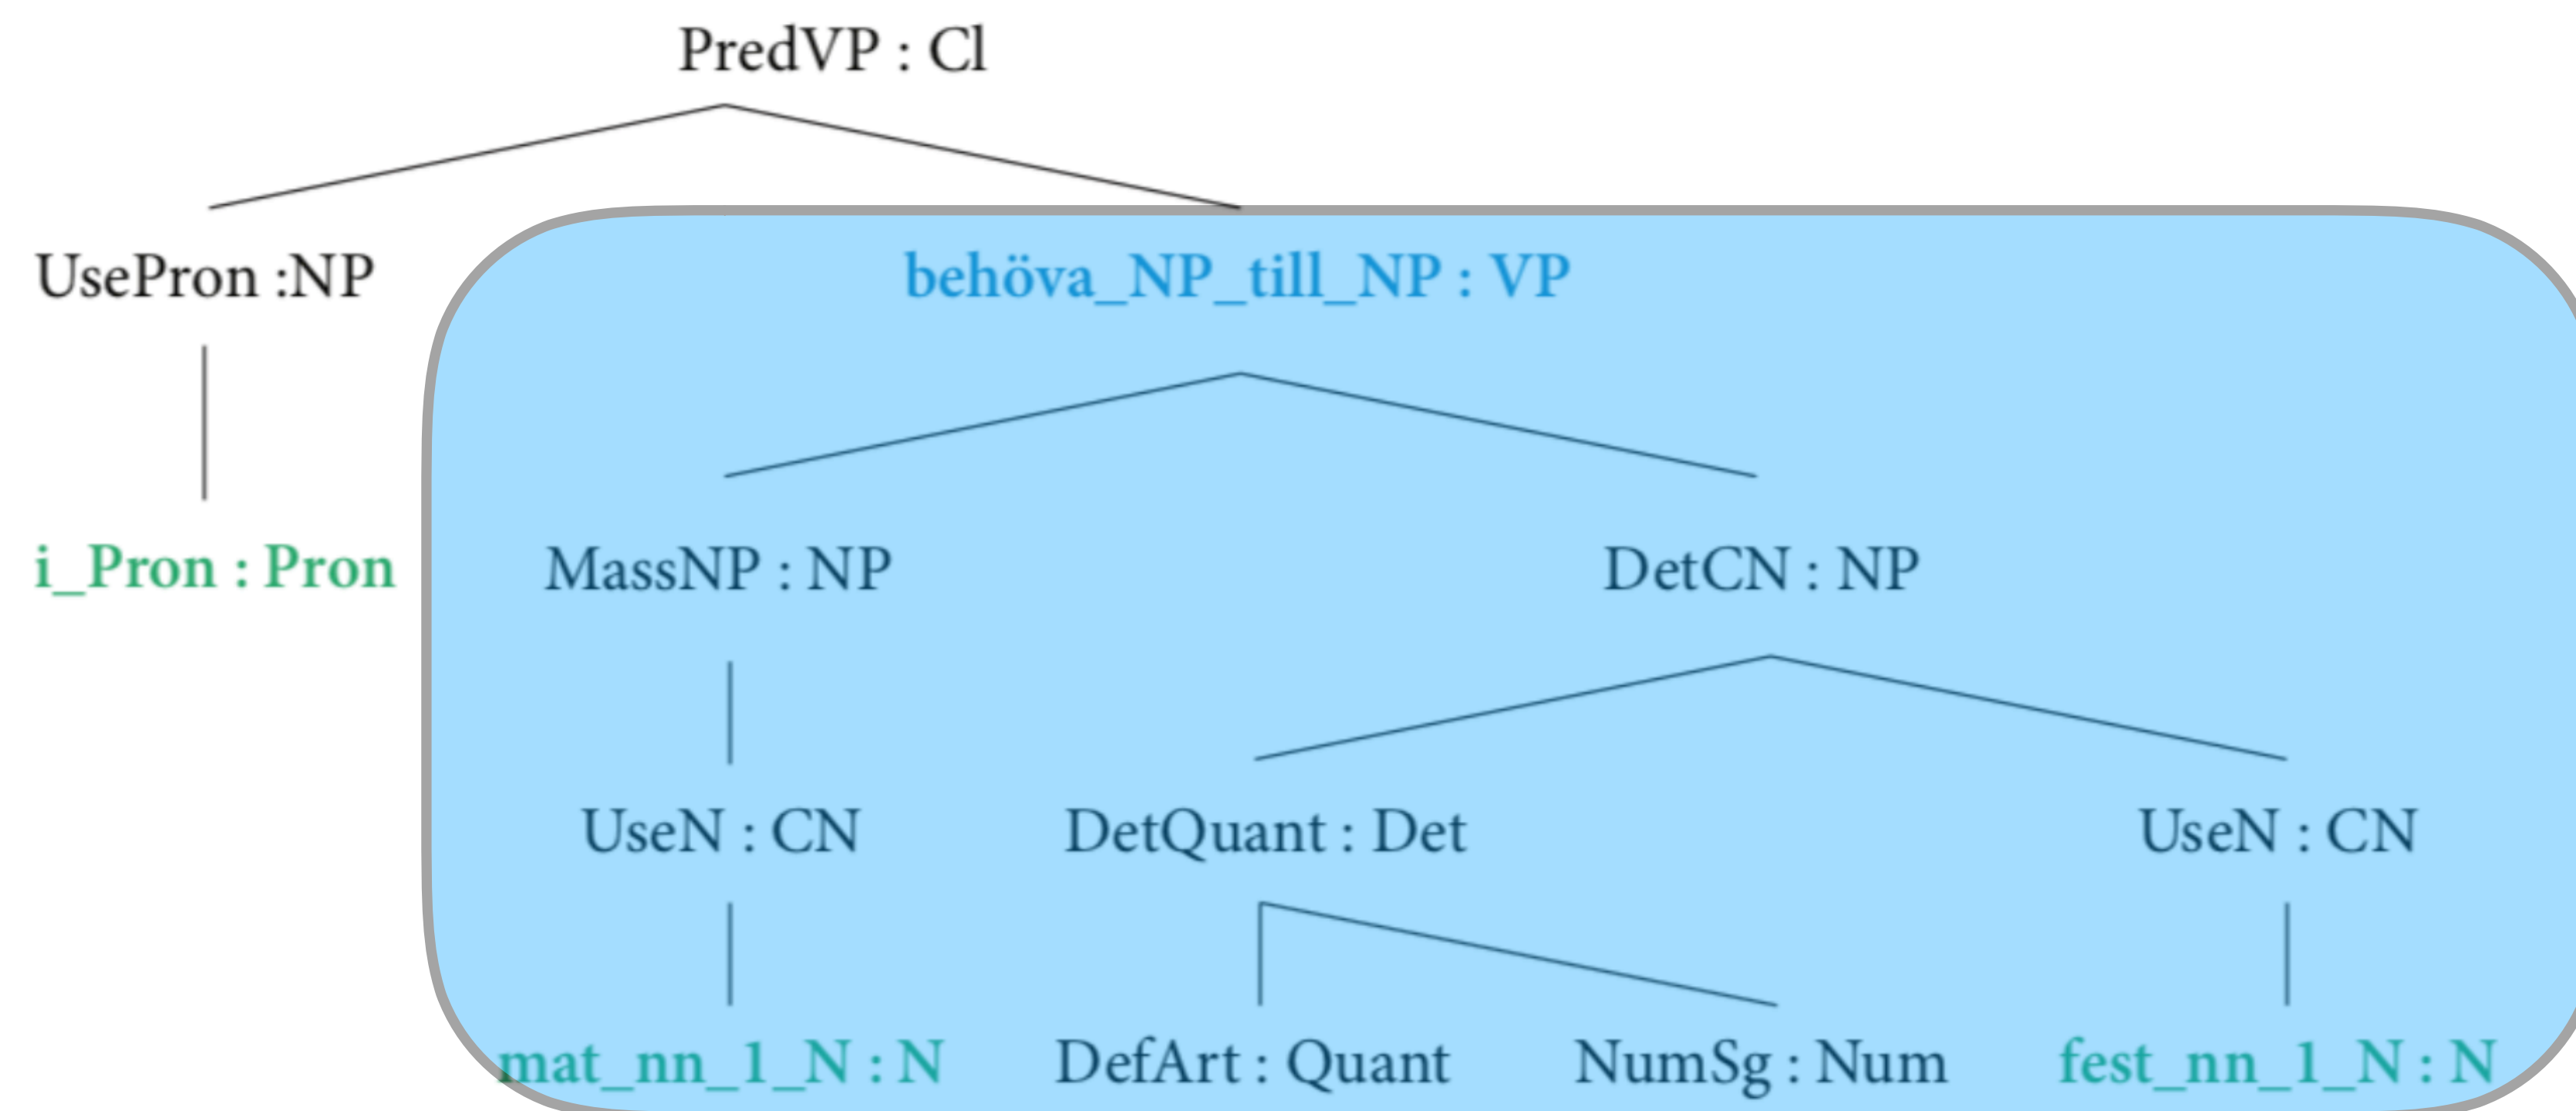 PredVP : Cl
UsePron :NP behöva_NP_till_NP : VP
i_Pron : Pron MassNP : NP DetCN : NP
UseN : CN DetQuant : Det UseN : CN
mat_nn_1_N : N DefArt : Quant NumSg : Num fest_nn_1_N : N